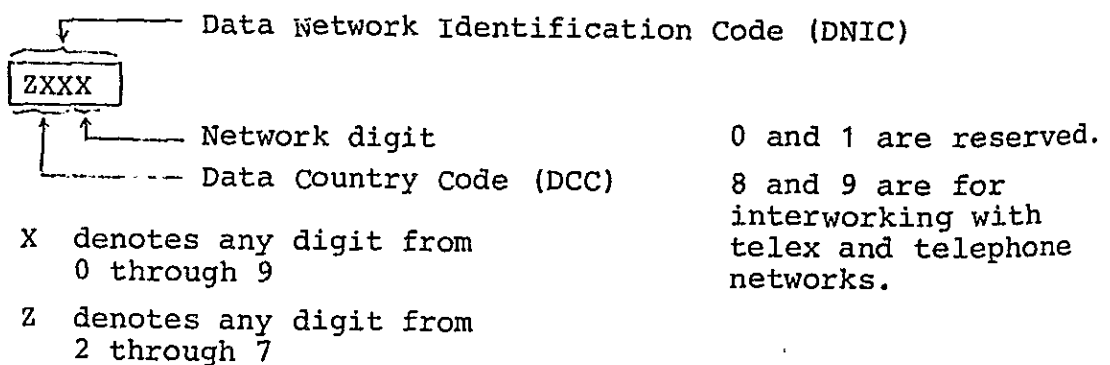 Data Network Identification Code (DNIC)
ZXXX
Network digit
Data Country Code (DCC)
X denotes any digit from
0 through 9
Z denotes any digit from
2 through 7
0 and 1 are reserved.
8 and 9 are for
interworking with
telex and telephone
networks.